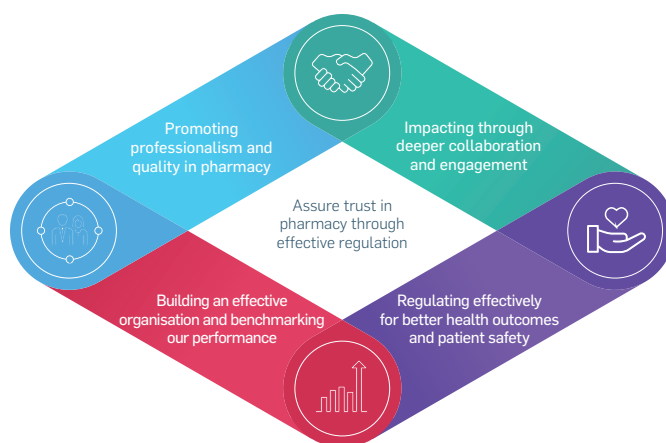 Promoting
professionalism and
quality in pharmacy
Impacting through
deeper collaboration
and engagement
Assure trust in
pharmacy through
effective regulation
Building an effective
organisation and benchmarking
our performance
Regulating effectively
for better health outcomes
and patient safety